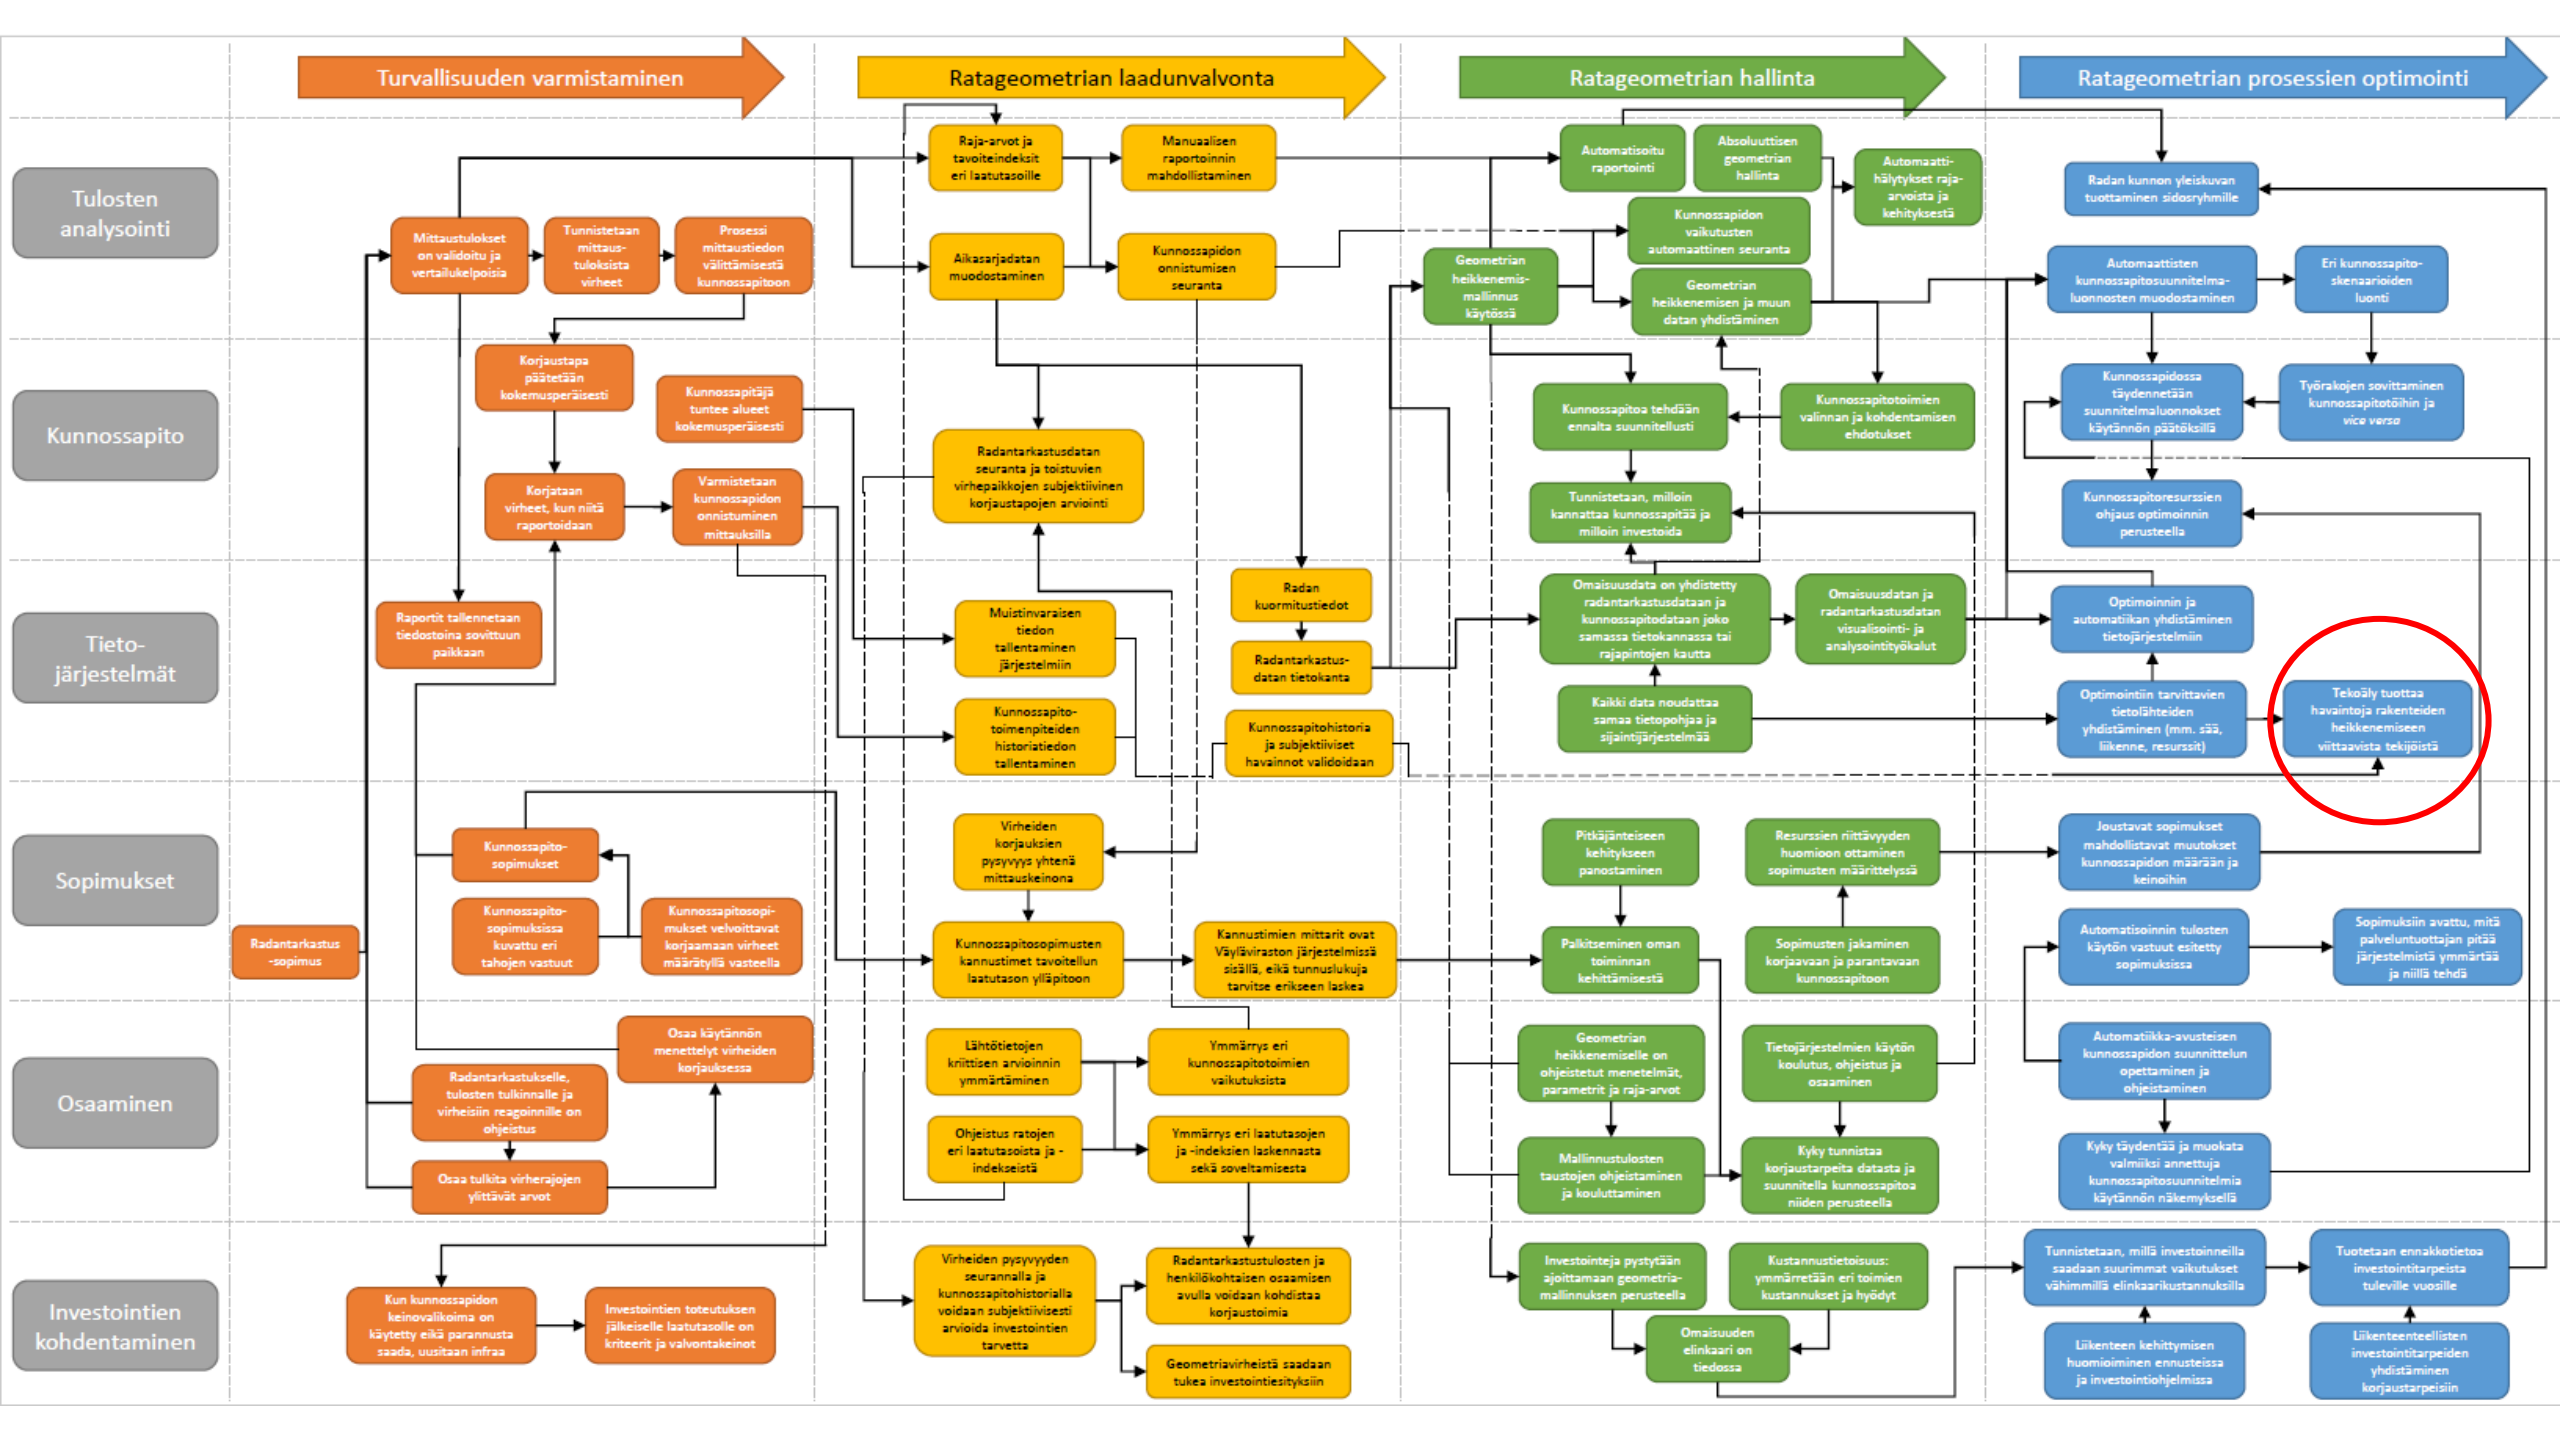 Turvallisuuden varmistaminen
Ratageometrian laadunvalvonta
Ratageometrian hallinta
Ratageometrian prosessien optimointi
Tulosten
analysointi
Mittaustulokset
on validoitu ja
vertailukelpoisia
Tunnistetaan
mittaus-
tuloksista
virheet
Prosessi
mittaustiedon
välittämisestä
kunnossapitoon
Raja-arvot ja
tavoiteindeksit
eri laatutasoille
Manuaalisen
raportoinnin
mahdollistaminen
Aikasarjadatan
muodostaminen
Kunnossapidon
onnistumisen
seuranta
Automatisoitu
raportointi
Absoluuttisen
geometrian
hallinta
Automaatti-
hälytykset raja-
arvoista ja
kehityksestä
Kunnossapidon
vaikutusten
automaattinen seuranta
Geometrian
heikkenemis-
mallinnus
käytössä
Geometrian
heikkenemisen ja muun
datan yhdistäminen
Radan kunnon yleiskuvan
tuottaminen sidosryhmille
Automaattisten
kunnossapitosuunnitelma-
luonnosten muodostaminen
Eri kunnossapito-
skenaarioiden
luonti
Kunnossapito
Korjaustapa
päätetään
kokemusperäisesti
Kunnossapitäjä
tuntee alueet
kokemusperäisesti
Korjataan
virheet, kun niitä
raportoidaan
Varmistetaan
kunnossapidon
onnistuminen
mittauksilla
Radantarkastusdatan
seuranta ja toistuvien
virhepaikkojen subjektiivinen
korjaustapojen arviointi
Kunnossapitoa tehdään
ennalta suunnitellusti
Kunnossapitotoimien
valinnan ja kohdentamisen
ehdotukset
Tunnistetaan, milloin
kannattaa kunnossapitää ja
milloin investoida
Kunnossapidossa
täydennetään
suunnitelmaluonnokset
käytännön päätöksillä
Työrakojen sovittaminen
kunnossapitotöihin ja
vice versa
Kunnossapitoresurssien
ohjaus optimoinnin
perusteella
Tieto-
järjestelmät
Raportit tallennetaan
tiedostoina sovittuun
paikkaan
Muistinvaraisen
tiedon
tallentaminen
järjestelmiin
Kunnossapito-
toimenpiteiden
historiatiedon
tallentaminen
Radan
kuormitustiedot
Radantarkastus-
datan tietokanta
Kunnossapitohistoria
ja subjektiiviset
havainnot validoidaan
Omaisuusdata on yhdistetty
radantarkastusdataan ja
kunnossapitodataan joko
samassa tietokannassa tai
rajapintojen kautta
Omaisuusdatan ja
radantarkastusdatan
visualisointi- ja
analysointityökalut
Kaikki data noudattaa
samaa tietopohjaa ja
sijaintijärjestelmää
Optimoinnin ja
automatiikan yhdistäminen
tietojärjestelmiin
Optimointiin tarvittavien
tietolähteiden
yhdistäminen (mm. sää,
liikenne, resurssit)
Tekoäly tuottaa
havaintoja rakenteiden
heikkenemiseen
viittaavista tekijöistä
Sopimukset
Radantarkastus
-sopimus
Kunnossapito-
sopimukset
Kunnossapito-
sopimuksissa
kuvattu eri
tahojen vastuut
Kunnossapitosopi-
mukset velvoittavat
korjaamaan virheet
määrätyllä vasteella
Virheiden
korjauksien
pysyvyys yhtenä
mittauskeinona
Kunnossapitosopimusten
kannustimet tavoitellun
laatutason ylläpitoon
Kannustimien mittarit ovat
Väyläviraston järjestelmissä
sisällä, eikä tunnuslukuja
tarvitse erikseen laskea
Pitkäjänteiseen
kehitykseen
panostaminen
Resurssien riittävyyden
huomioon ottaminen
sopimusten määrittelyssä
Palkitseminen oman
toiminnan
kehittämisestä
Sopimusten jakaminen
korjaavaan ja parantavaan
kunnossapitoon
Joustavat sopimukset
mahdollistavat muutokset
kunnossapidon määrään ja
keinoihin
Automatisoinnin tulosten
käytön vastuut esitetty
sopimuksissa
Sopimuksiin avattu, mitä
palveluntuottajan pitää
järjestelmistä ymmärtää
ja niillä tehdä
Osaaminen
Osaa käytännön
menettelyt virheiden
korjauksessa
Radantarkastukselle,
tulosten tulkinnalle ja
virheisiin reagoinnille on
ohjeistus
Osaa tulkita virherajojen
ylittävät arvot
Lähtötietojen
kriittisen arvioinnin
ymmärtäminen
Ymmärrys eri
kunnossapitotoimien
vaikutuksista
Ohjeistus ratojen
eri laatutasoista ja -
indekseistä
Ymmärrys eri laatutasojen
ja -indeksien laskennasta
sekä soveltamisesta
Geometrian
heikkenemiselle on
ohjeistetut menetelmät,
parametrit ja raja-arvot
Tietojärjestelmien käytön
koulutus, ohjeistus ja
osaaminen
Mallinnustulosten
taustojen ohjeistaminen
ja kouluttaminen
Kyky tunnistaa
korjaustarpeita datasta ja
suunnitella kunnossapitoa
niiden perusteella
Automatiikka-avusteisen
kunnossapidon suunnittelun
opettaminen ja
ohjeistaminen
Kyky täydentää ja muokata
valmiiksi annettuja
kunnossapitosuunnitelmia
käytännön näkemyksellä
Investointien
kohdentaminen
Kun kunnossapidon
keinovalikoima on
käytetty eikä parannusta
saada, uusitaan infraa
Investointien toteutuksen
jälkeiselle laatutasolle on
kriteerit ja valvontakeinot
Virheiden pysyvyyden
seurannalla ja
kunnossapitohistorialla
voidaan subjektiivisesti
arvioida investointien
tarvetta
Radantarkastustulosten ja
henkilökohtaisen osaamisen
avulla voidaan kohdistaa
korjaustoimia
Geometriavirheistä saadaan
tukea investointiesityksiin
Investointeja pystytään
ajoittamaan geometria-
mallinnuksen perusteella
Kustannustietoisuus:
ymmärretään eri toimien
kustannukset ja hyödyt
Omaisuuden
elinkaari on
tiedossa
Tunnistetaan, millä investoinneilla
saadaan suurimmat vaikutukset
vähimmillä elinkaarikustannuksilla
Tuotetaan ennakkotietoa
investointitarpeista
tuleville vuosille
Liikenteen kehittymisen
huomioiminen ennusteissa
ja investointiohjelmissa
Liikenteenteellisten
investointitarpeiden
yhdistäminen
korjaustarpeisiin